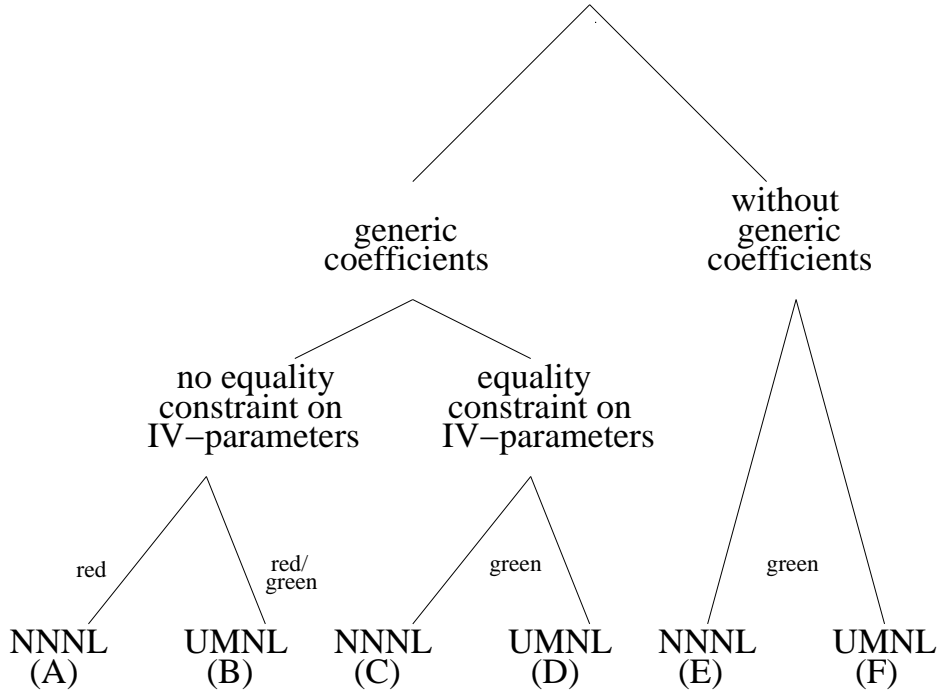 generic
coefficients
without
generic
coefficients
no equality
constraint on
IV−parameters
equality
constraint on
IV−parameters
red
red/
green
green
green
NNNL
(A)
UMNL
(B)
NNNL
(C)
UMNL
(D)
NNNL
(E)
UMNL
(F)